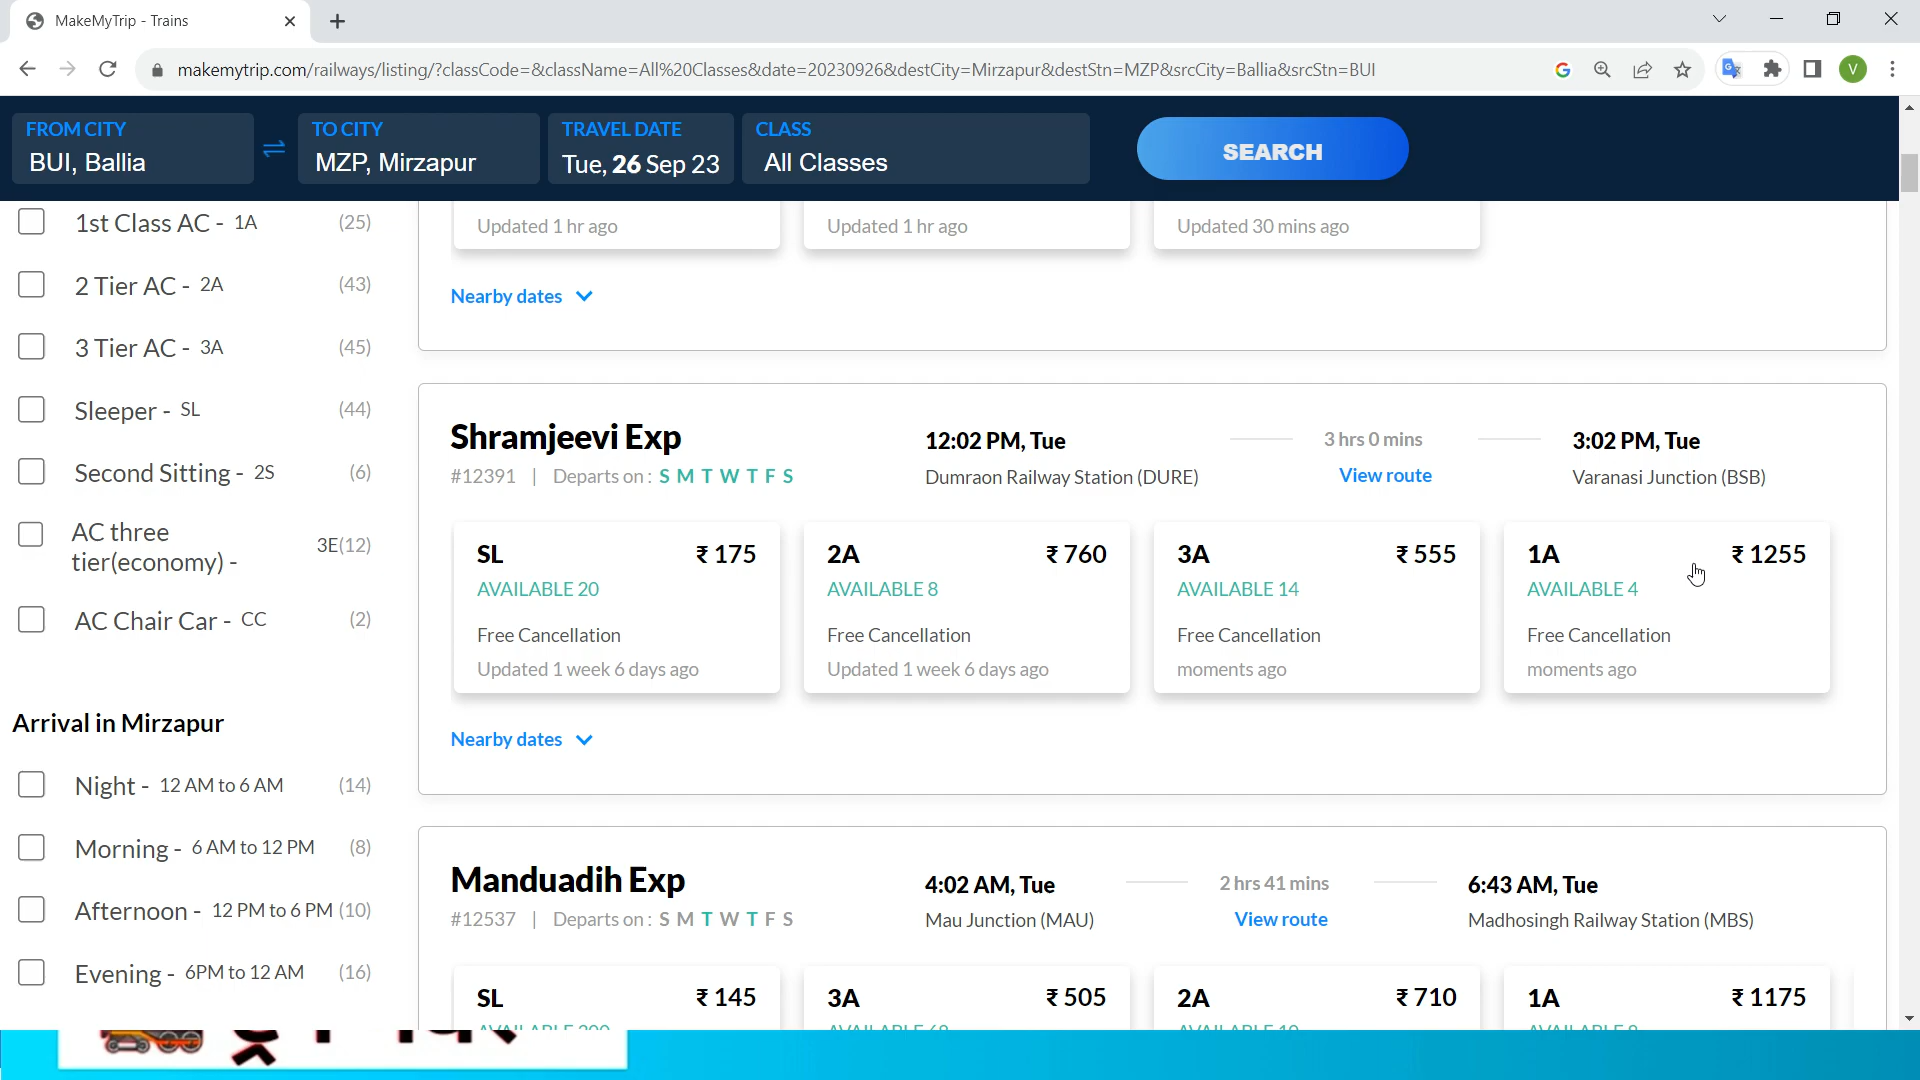 MakeMyTrip - Trains
makemytrip.com/railways/listing/?classCode=&className=All%20Classes&date=20230926&destCity=Mirzapur&destStn=MZP&srcCity=Ballia&srcStn=BUI
V
FROM CITY
BUI, Ballia
TO CITY
MZP, Mirzapur
TRAVEL DATE
Tue, 26 Sep 23
CLASS
All Classes
SEARCH
1st Class AC - 1A (25)
2 Tier AC - 2A (43)
3 Tier AC - 3A (45)
Sleeper - SL (44)
Second Sitting - 2S (6)
AC three
tier(economy) - 3E(12)
AC Chair Car - CC (2)
Arrival in Mirzapur
Night - 12 AM to 6 AM (14)
Morning - 6 AM to 12 PM (8)
Afternoon - 12 PM to 6 PM (10)
Evening - 6PM to 12 AM (16)
Updated 1 hr ago
Updated 1 hr ago
Updated 30 mins ago
Nearby dates
Shramjeevi Exp
#12391 | Departs on : S M T W T F S
12:02 PM, Tue
Dumraon Railway Station (DURE)
3 hrs 0 mins
View route
3:02 PM, Tue
Varanasi Junction (BSB)
SL ₹ 175
AVAILABLE 20
Free Cancellation
Updated 1 week 6 days ago
2A ₹ 760
AVAILABLE 8
Free Cancellation
Updated 1 week 6 days ago
3A ₹ 555
AVAILABLE 14
Free Cancellation
moments ago
1A ₹ 1255
AVAILABLE 4
Free Cancellation
moments ago
Nearby dates
Manduadih Exp
#12537 | Departs on : S M T W T F S
4:02 AM, Tue
Mau Junction (MAU)
2 hrs 41 mins
View route
6:43 AM, Tue
Madhosingh Railway Station (MBS)
SL ₹ 145
3A ₹ 505
2A ₹ 710
1A ₹ 1175